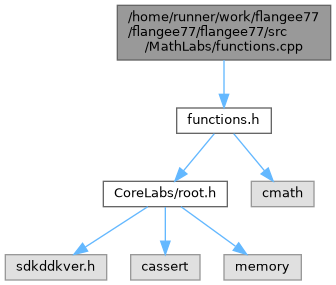 /home/runner/work/flangee77
/flangee77/flangee77/src
/MathLabs/functions.cpp
functions.h
CoreLabs/root.h
cmath
sdkddkver.h
cassert
memory